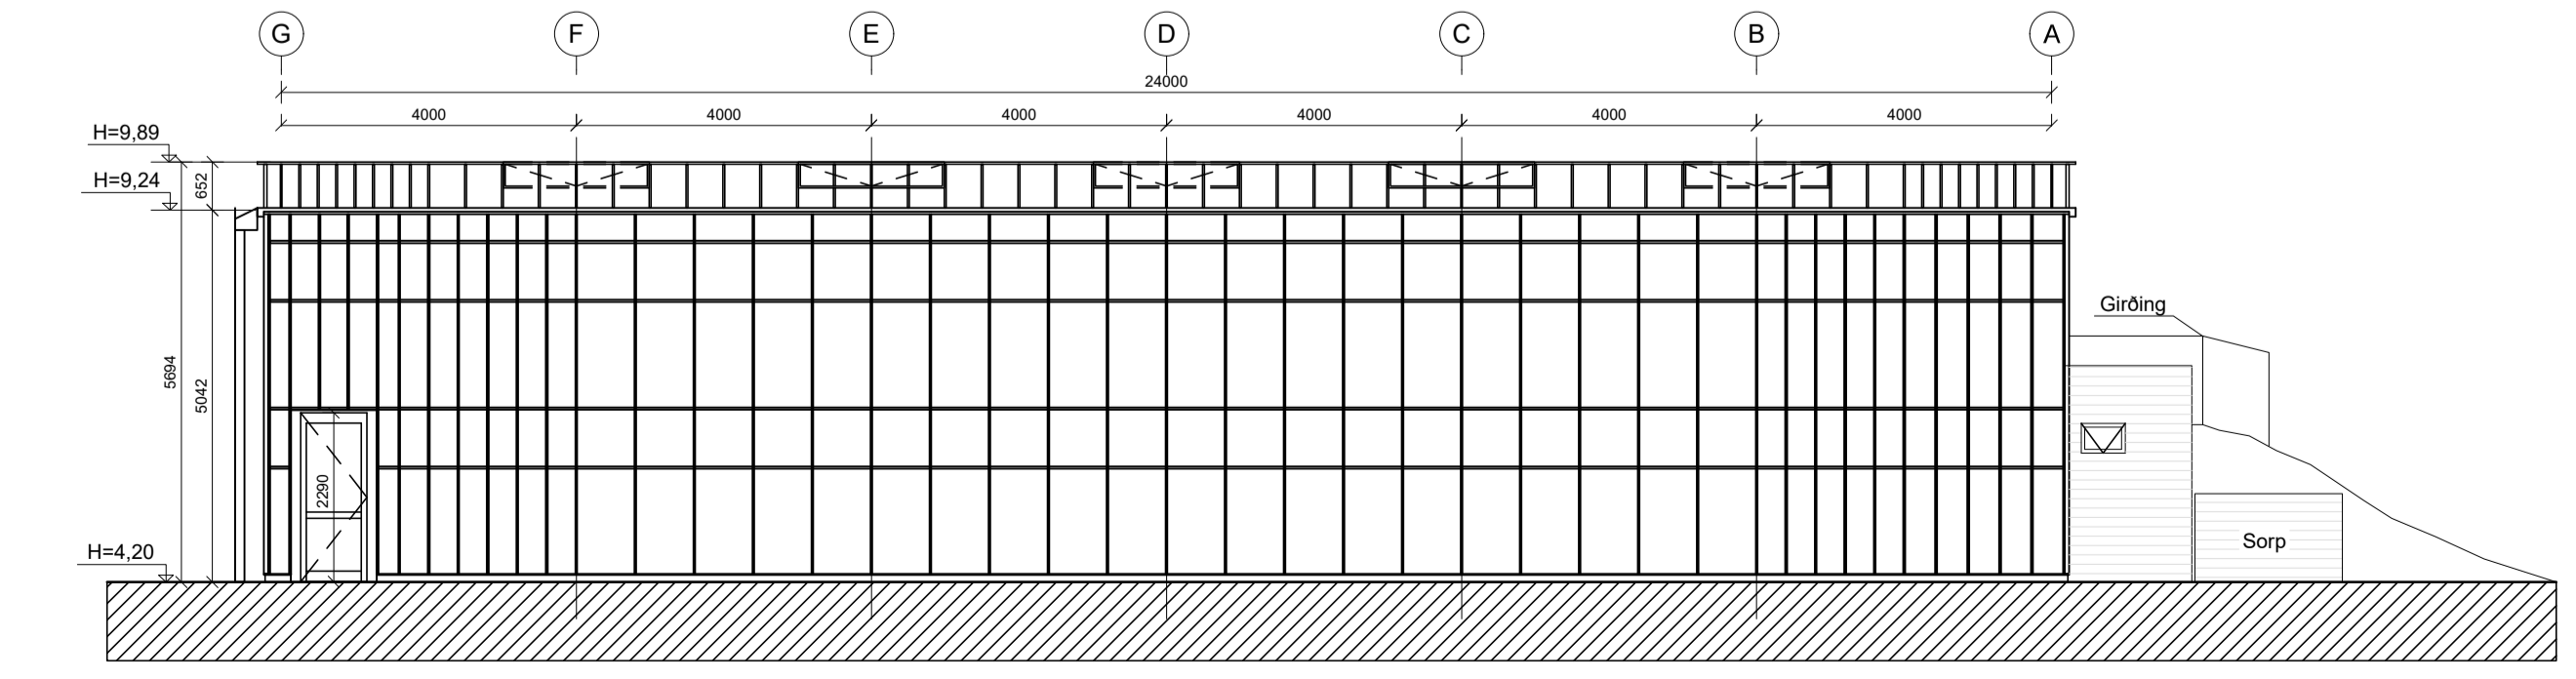 G F E D C B A
24000
4000 4000 4000 4000 4000 4000
H=9,89
H=9,24
652
Girðing
5694
5042
2290
Sorp
H=4,20